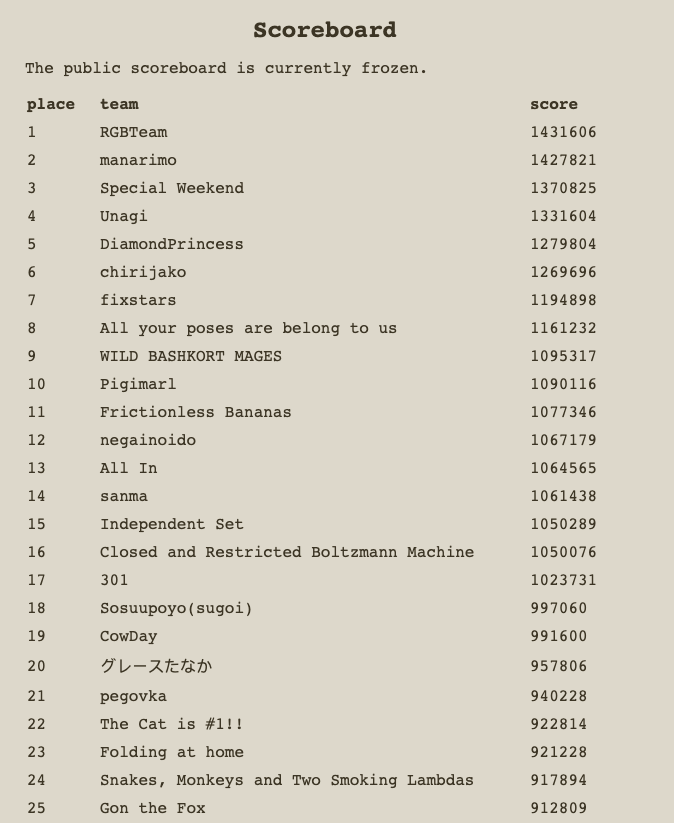 Scoreboard
The public scoreboard is currently frozen.
place team score
1 RGBTeam 1431606
2 manarimo 1427821
3 Special Weekend 1370825
4 Unagi 1331604
5 DiamondPrincess 1279804
6 chirijako 1269696
7 fixstars 1194898
8 All your poses are belong to us 1161232
9 WILD BASHKORT MAGES 1095317
10 Pigimarl 1090116
11 Frictionless Bananas 1077346
12 negainoido 1067179
13 All In 1064565
14 sanma 1061438
15 Independent Set 1050289
16 Closed and Restricted Boltzmann Machine 1050076
17 301 1023731
18 Sosuupoyo(sugoi) 997060
19 CowDay 991600
20 グレースたなか 957806
21 pegovka 940228
22 The Cat is #1!! 922814
23 Folding at home 921228
24 Snakes, Monkeys and Two Smoking Lambdas 917894
25 Gon the Fox 912809